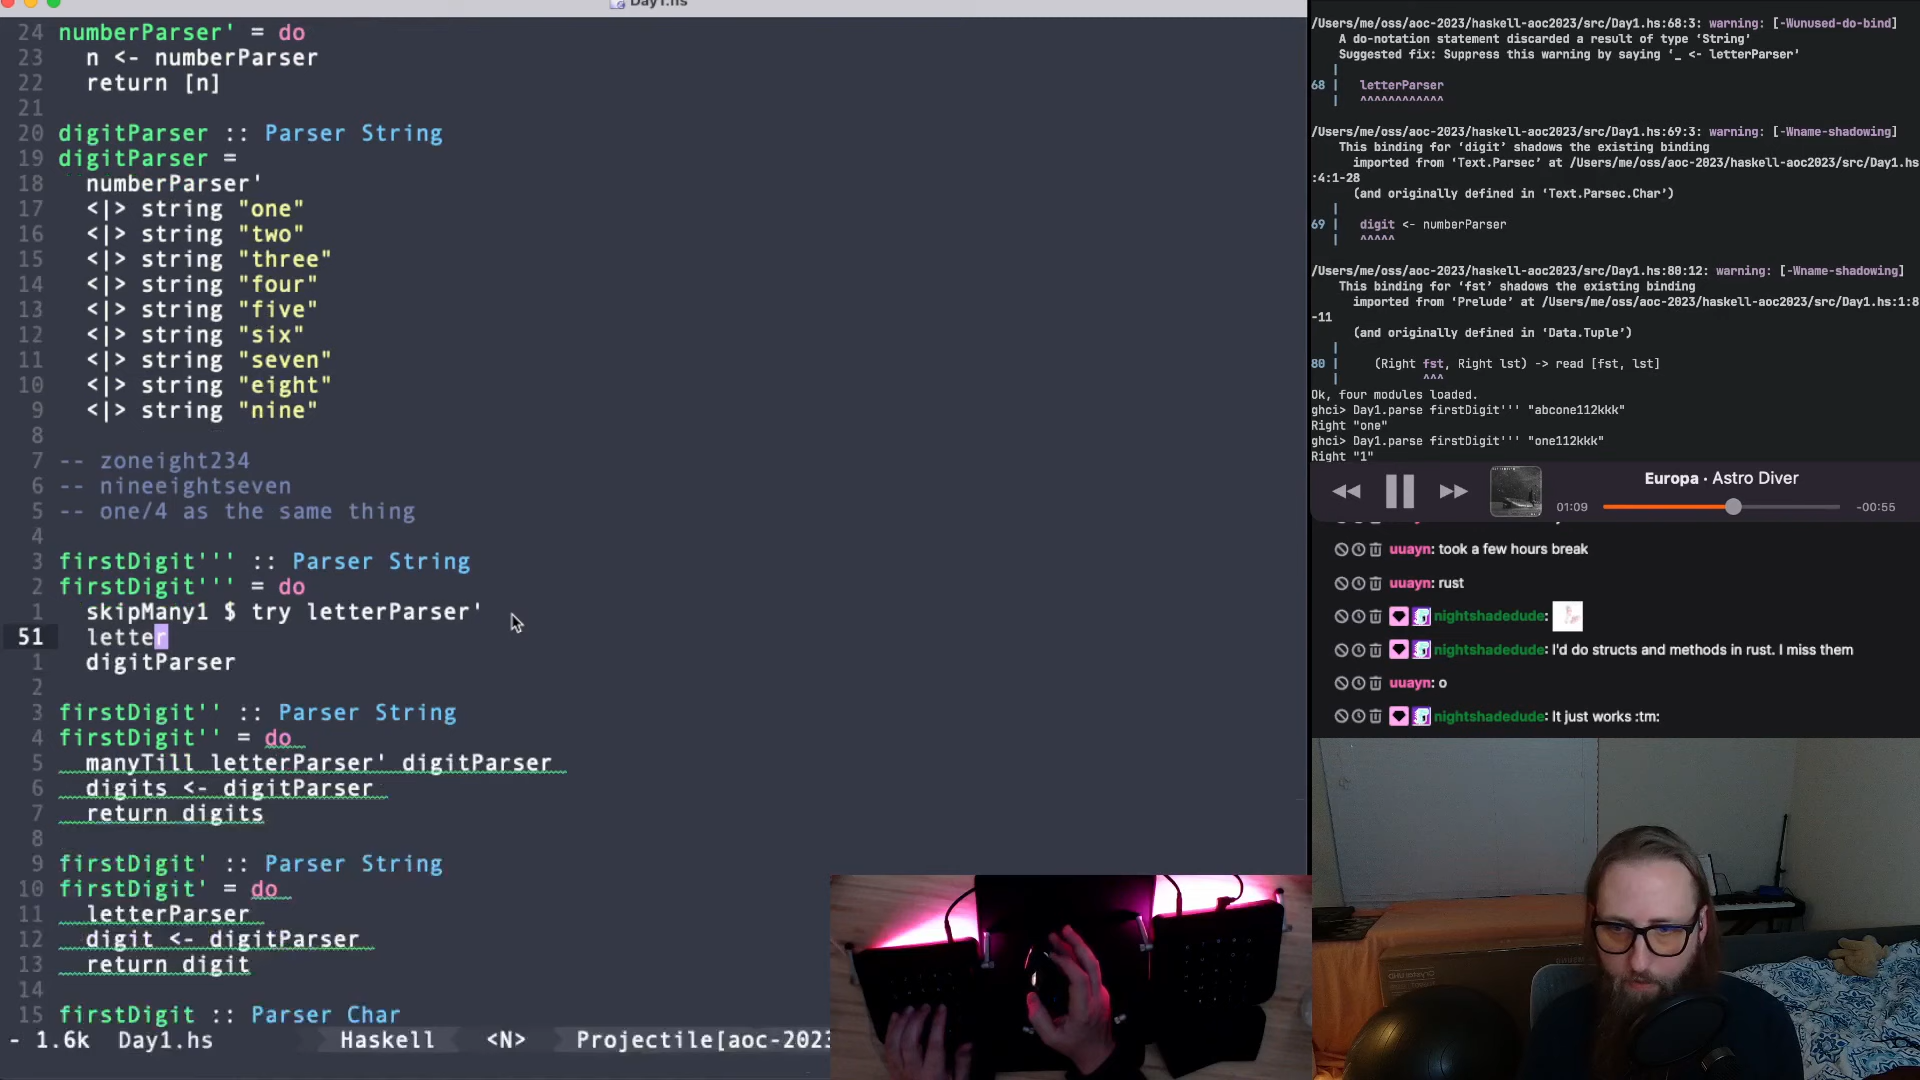 Day1.hs
24 numberParser' = do
23 n <- numberParser
22 return [n]
21
20 digitParser :: Parser String
19 digitParser =
18 numberParser'
17 <|> string "one"
16 <|> string "two"
15 <|> string "three"
14 <|> string "four"
13 <|> string "five"
12 <|> string "six"
11 <|> string "seven"
10 <|> string "eight"
9 <|> string "nine"
8
7 -- zoneight234
6 -- nineeightseven
5 -- one/4 as the same thing
4
3 firstDigit''' :: Parser String
2 firstDigit''' = do
1 skipMany1 $ try letterParser'
51 letter
1 digitParser
2
3 firstDigit'' :: Parser String
4 firstDigit'' = do
5 manyTill letterParser' digitParser
6 digits <- digitParser
7 return digits
8
9 firstDigit' :: Parser String
10 firstDigit' = do
11 letterParser
12 digit <- digitParser
13 return digit
14
15 firstDigit :: Parser Char
- 1.6k Day1.hs Haskell <N> Projectile[aoc-2023
/Users/me/oss/aoc-2023/haskell-aoc2023/src/Day1.hs:68:3: warning: [-Wunused-do-bind]
A do-notation statement discarded a result of type ‘String’
Suggested fix: Suppress this warning by saying ‘_ <- letterParser’
|
68 | letterParser
| ^^^^^^^^^^^^
/Users/me/oss/aoc-2023/haskell-aoc2023/src/Day1.hs:69:3: warning: [-Wname-shadowing]
This binding for ‘digit’ shadows the existing binding
imported from ‘Text.Parsec’ at /Users/me/oss/aoc-2023/haskell-aoc2023/src/Day1.hs
:4:1-28
(and originally defined in ‘Text.Parsec.Char’)
|
69 | digit <- numberParser
| ^^^^^
/Users/me/oss/aoc-2023/haskell-aoc2023/src/Day1.hs:80:12: warning: [-Wname-shadowing]
This binding for ‘fst’ shadows the existing binding
imported from ‘Prelude’ at /Users/me/oss/aoc-2023/haskell-aoc2023/src/Day1.hs:1:8
-11
(and originally defined in ‘Data.Tuple’)
|
80 | (Right fst, Right lst) -> read [fst, lst]
| ^^^
Ok, four modules loaded.
ghci> Day1.parse firstDigit''' "abcone112kkk"
Right "one"
ghci> Day1.parse firstDigit''' "one112kkk"
Right "1"
Europa · Astro Diver
01:09 -00:55
uuayn: took a few hours break
uuayn: rust
nightshadedude:
nightshadedude: I'd do structs and methods in rust. I miss them
uuayn: o
nightshadedude: It just works :tm: